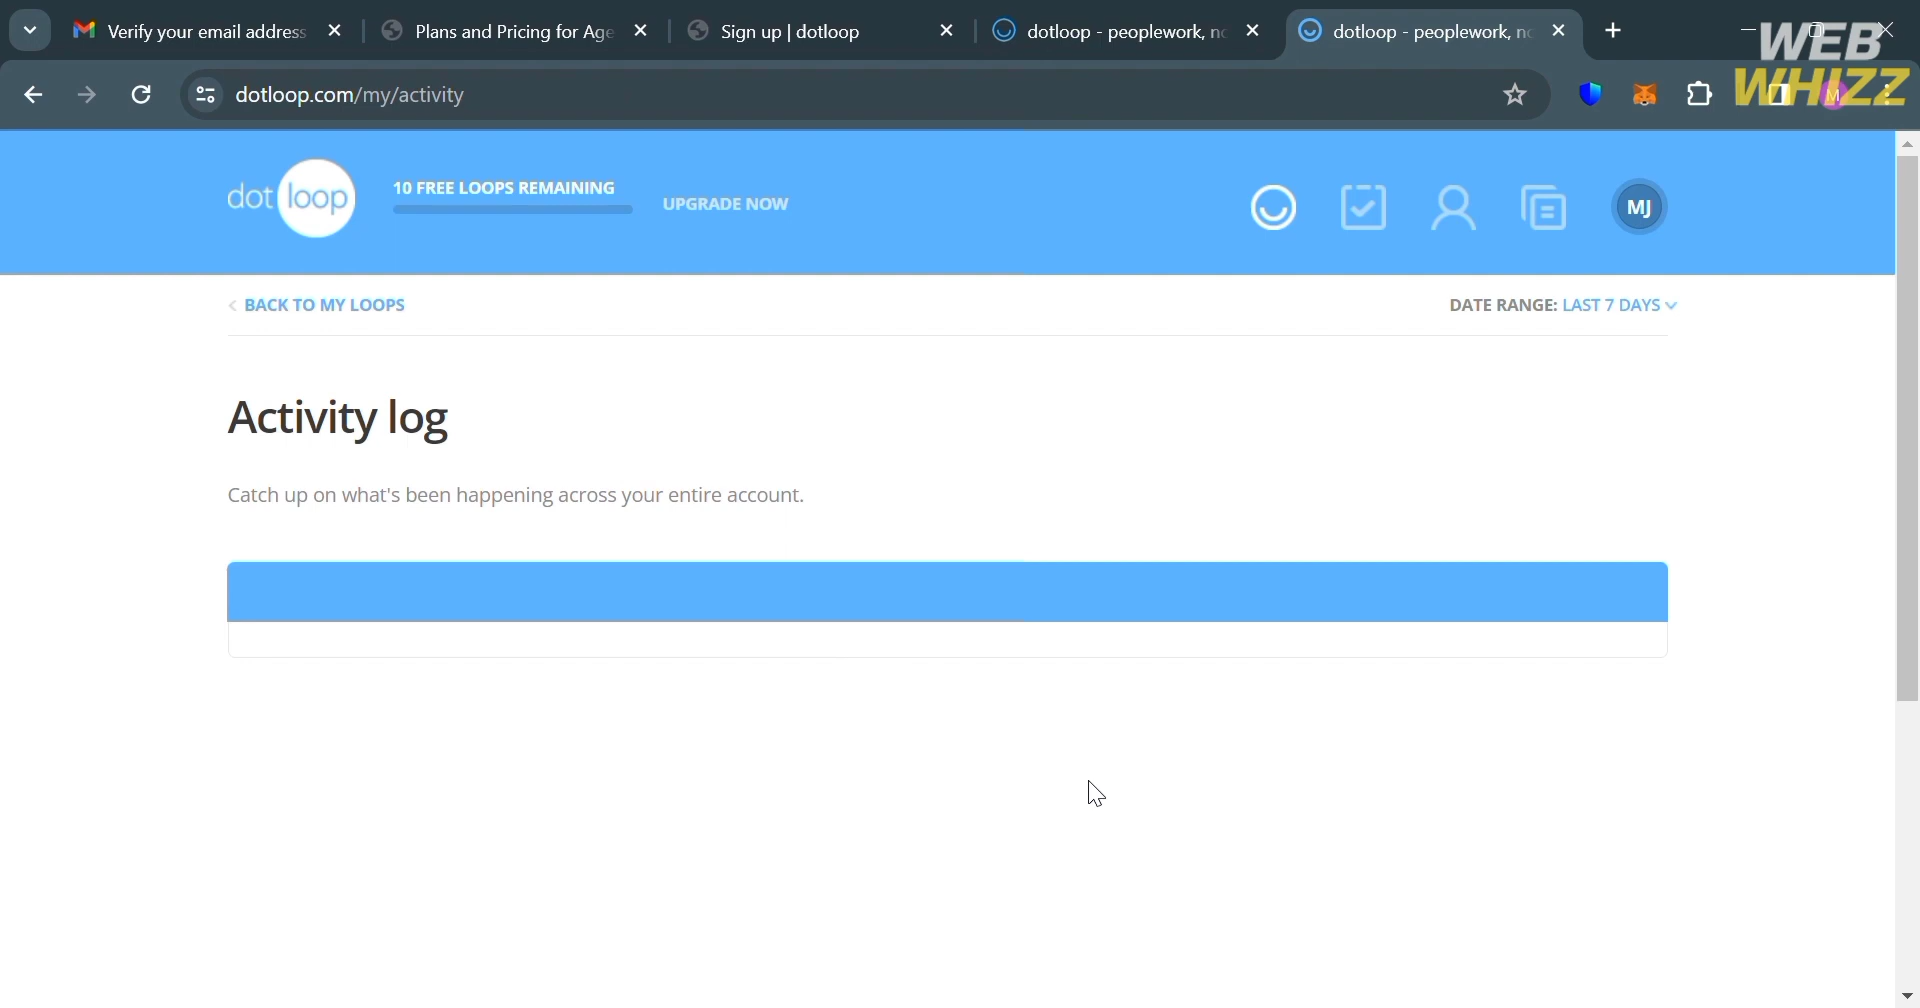 Verify your email address
Plans and Pricing for Age
Sign up | dotloop
dotloop - peoplework, no
dotloop - peoplework, no
WEB
WHIZZ
dotloop.com/my/activity
M
dot loop
10 FREE LOOPS REMAINING
UPGRADE NOW
MJ
BACK TO MY LOOPS
DATE RANGE: LAST 7 DAYS
Activity log
Catch up on what's been happening across your entire account.